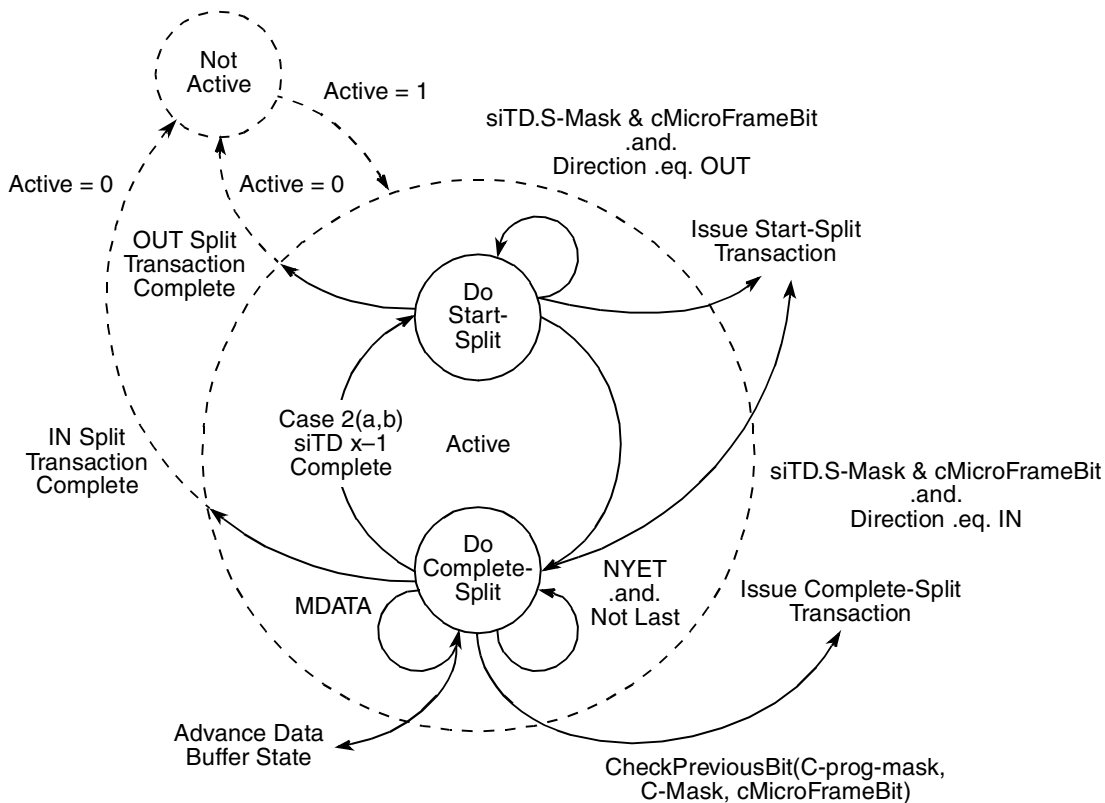 Not
Active
Active = 1
siTD.S-Mask & cMicroFrameBit
.and.
Direction .eq. OUT
Active = 0
Active = 0
OUT Split
Transaction
Complete
Issue Start-Split
Transaction
Do
Start-
Split
Case 2(a,b)
siTD x–1
Complete
Active
IN Split
Transaction
Complete
siTD.S-Mask & cMicroFrameBit
.and.
Direction .eq. IN
Do
Complete-
Split
MDATA
NYET
.and.
Not Last
Issue Complete-Split
Transaction
Advance Data
Buffer State
CheckPreviousBit(C-prog-mask,
C-Mask, cMicroFrameBit)